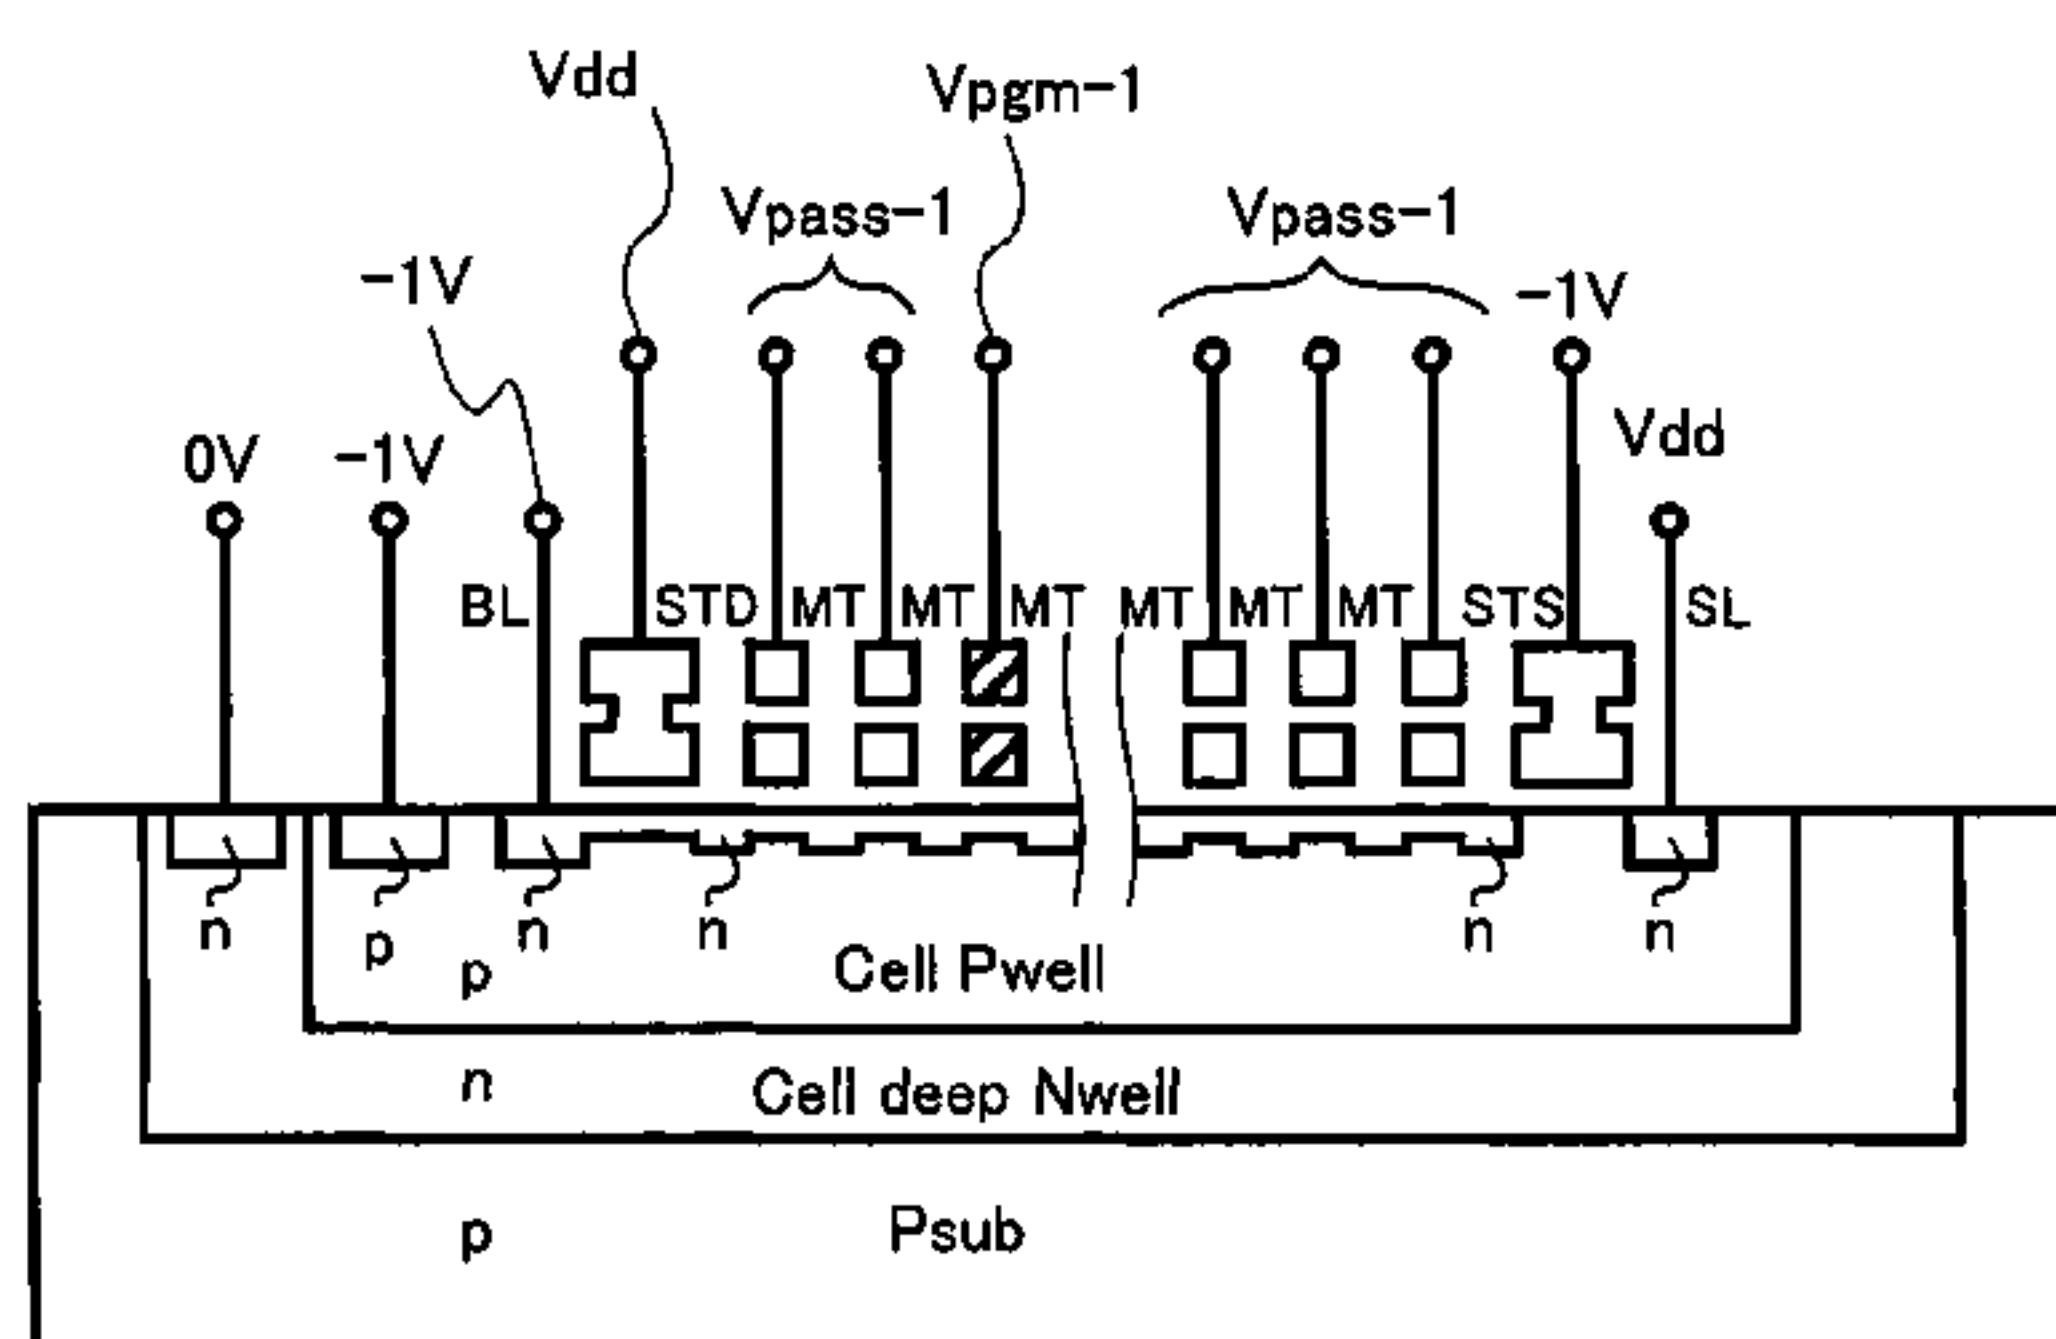 Vdd Vpgm-1
Vpass-1 Vpass-1
-1V -1V
0V -1V Vdd
BL STD MT MT MT MT MT MT STS SL
n p n n n n
p Cell Pwell
n Cell deep Nwell
p Psub